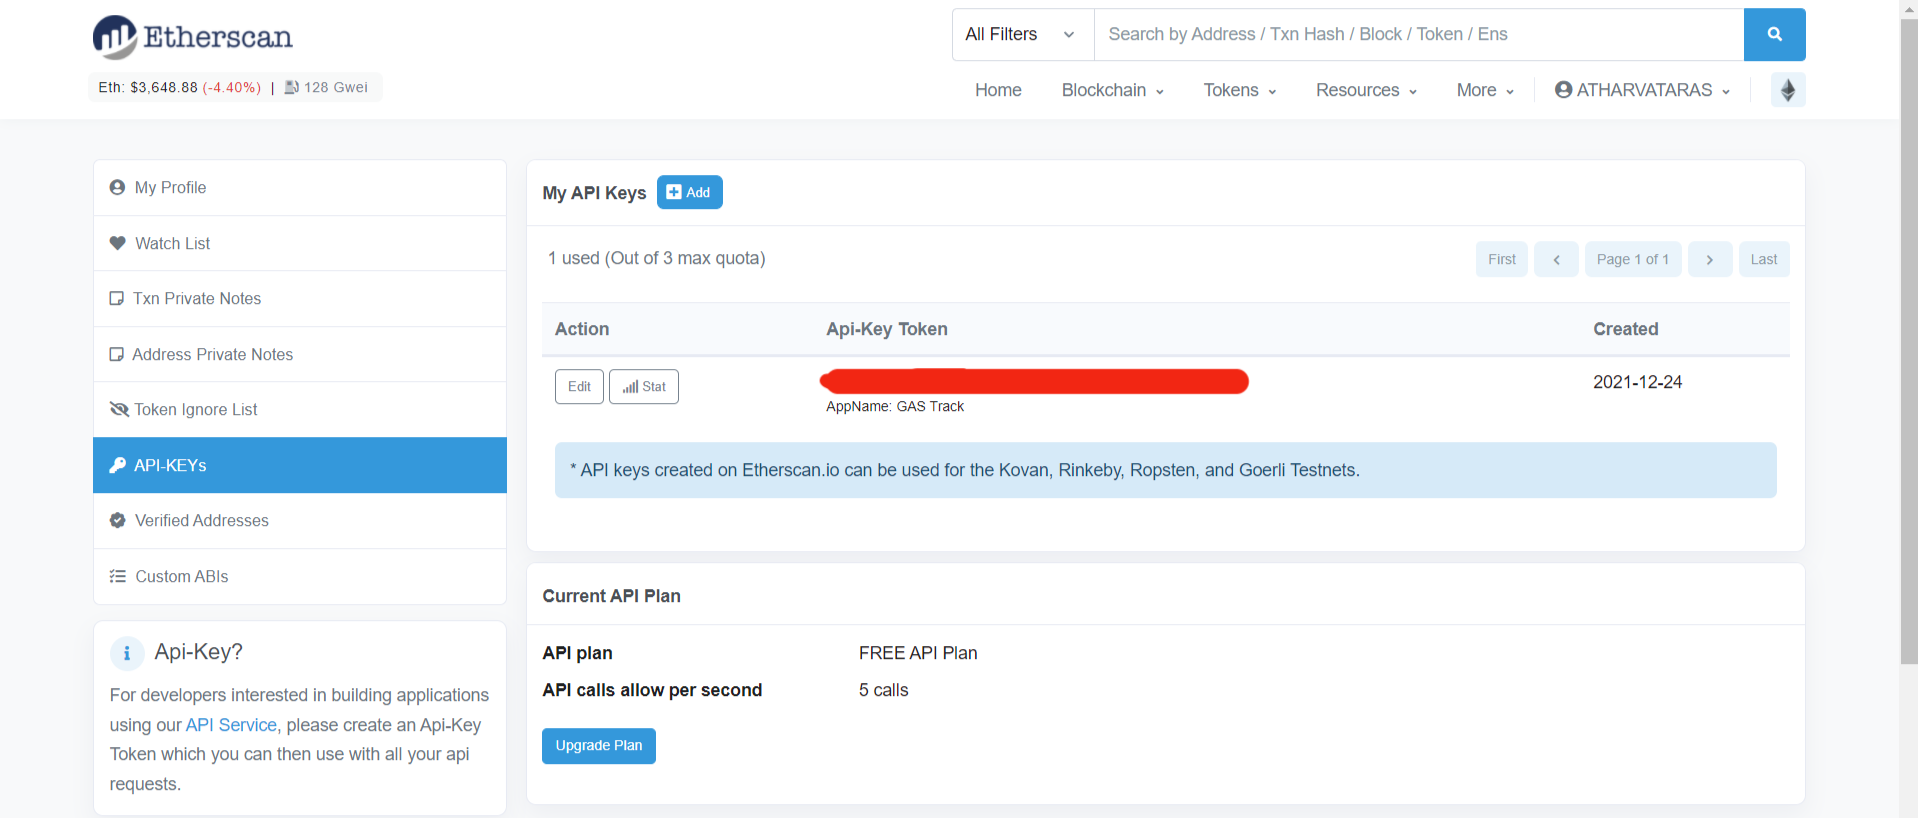 Etherscan
All Filters
Search by Address / Txn Hash / Block / Token / Ens
Eth: $3,648.88 (-4.40%) | 128 Gwei
Home Blockchain Tokens Resources More ATHARVATARAS
My Profile
Watch List
Txn Private Notes
Address Private Notes
Token Ignore List
API-KEYs
Verified Addresses
Custom ABIs
Api-Key?
For developers interested in building applications
using our API Service, please create an Api-Key
Token which you can then use with all your api
requests.
My API Keys Add
1 used (Out of 3 max quota)
First ‹ Page 1 of 1 › Last
Action Api-Key Token Created
Edit Stat 2021-12-24
AppName: GAS Track
* API keys created on Etherscan.io can be used for the Kovan, Rinkeby, Ropsten, and Goerli Testnets.
Current API Plan
API plan FREE API Plan
API calls allow per second 5 calls
Upgrade Plan